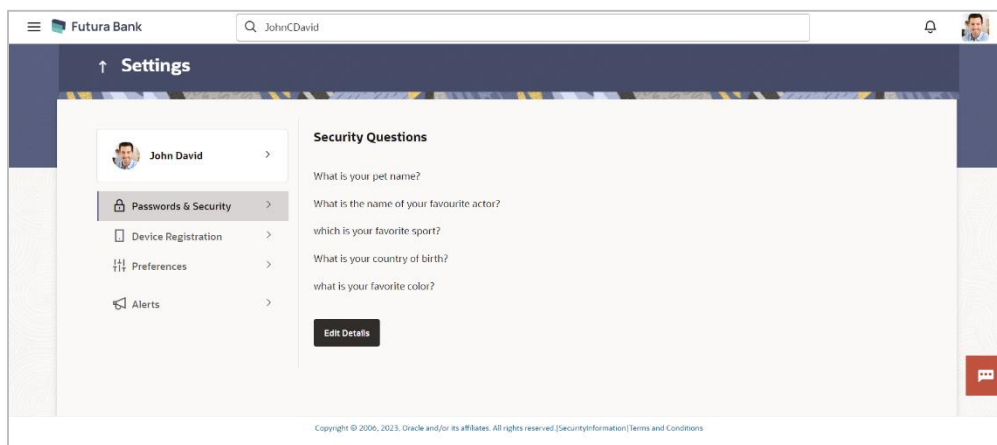 Futura Bank
JohnCDavid
↑ Settings
John David
Passwords & Security
Device Registration
Preferences
Alerts
Security Questions
What is your pet name?
What is the name of your favourite actor?
which is your favorite sport?
What is your country of birth?
what is your favorite color?
Edit Details
Copyright © 2006, 2023, Oracle and/or its affiliates. All rights reserved.|SecurityInformation|Terms and Conditions